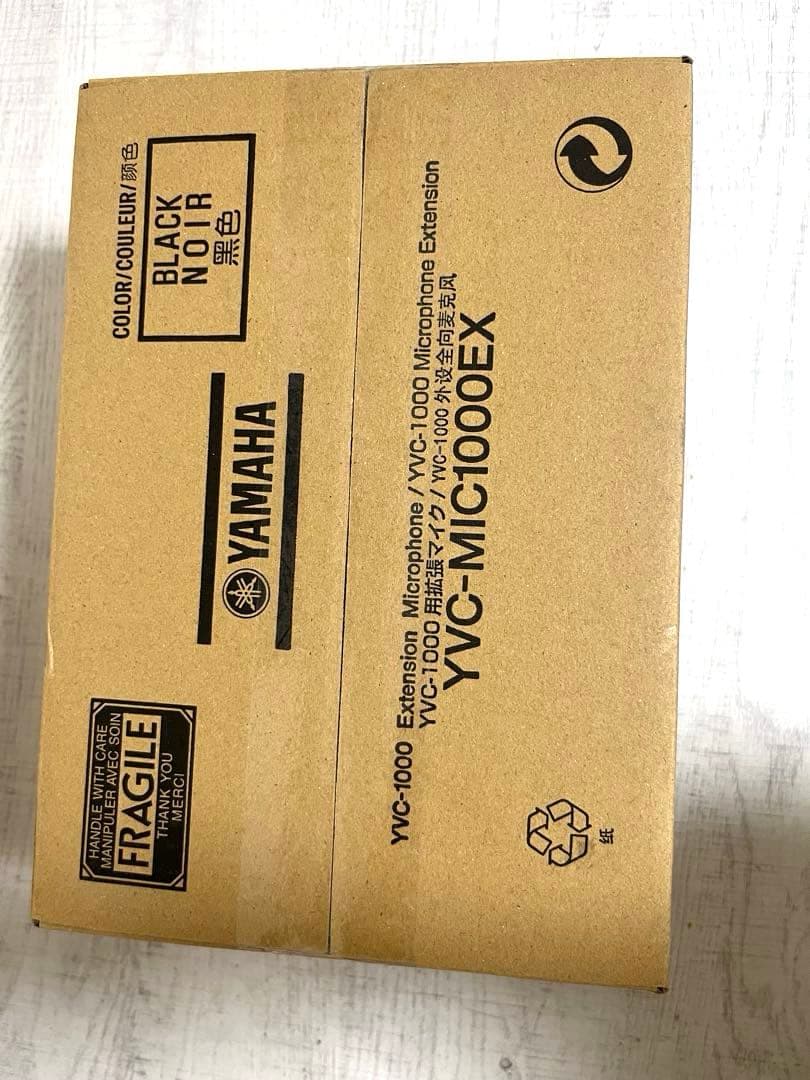 HANDLE WITH CARE
MANIPULER AVEC SOIN
FRAGILE
THANK YOU
MERCI
YAMAHA
COLOR/COULEUR/颜色
BLACK
NOIR
黑色
YVC-1000 Extension Microphone / YVC-1000 Microphone Extension
YVC-1000 用拡張マイク / YVC-1000 外设全向麦克风
YVC-MIC1000EX
纸